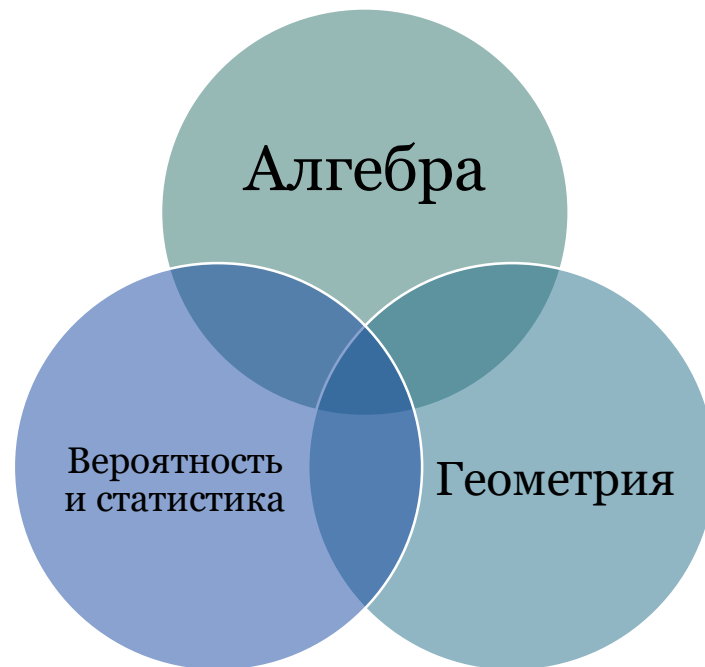 Алгебра
Вероятность
и статистика
Геометрия